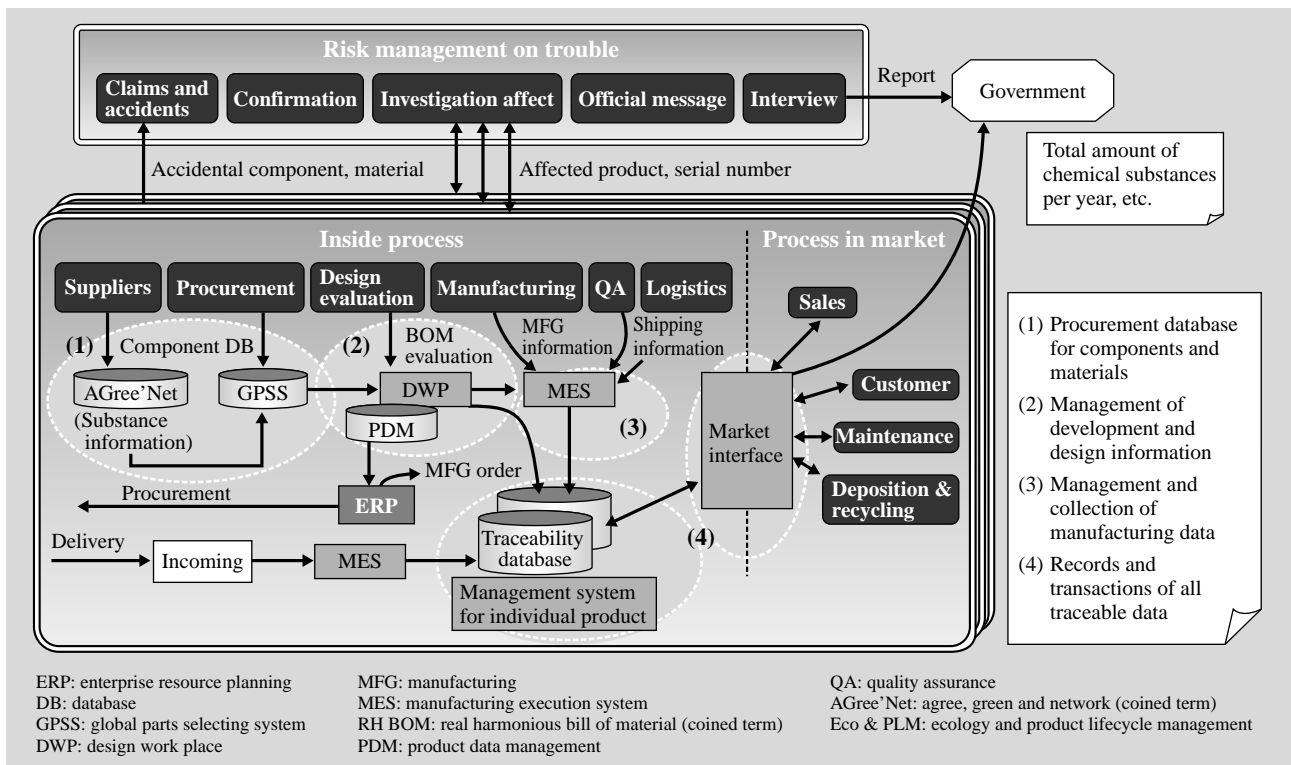 Risk management on trouble
Claims and
accidents
Confirmation
Investigation affect
Official message
Interview
Report
Government
Accidental component, material
Affected product, serial number
Total amount of
chemical substances
per year, etc.
Inside process
Process in market
Suppliers
Procurement
Design
evaluation
Manufacturing
QA
Logistics
Sales
(1)
Component DB
(2)
BOM
evaluation
MFG
information
Shipping
information
AGree’Net
GPSS
DWP
MES
Customer
(Substance
information)
PDM
(3)
Market
interface
Maintenance
MFG order
Procurement
ERP
Deposition &
recycling
Delivery
Incoming
MES
Traceability
database
(4)
Management system
for individual product
(1) Procurement database
for components and
materials
(2) Management of
development and
design information
(3) Management and
collection of
manufacturing data
(4) Records and
transactions of all
traceable data
ERP: enterprise resource planning
DB: database
GPSS: global parts selecting system
DWP: design work place
MFG: manufacturing
MES: manufacturing execution system
RH BOM: real harmonious bill of material (coined term)
PDM: product data management
QA: quality assurance
AGree’Net: agree, green and network (coined term)
Eco & PLM: ecology and product lifecycle management